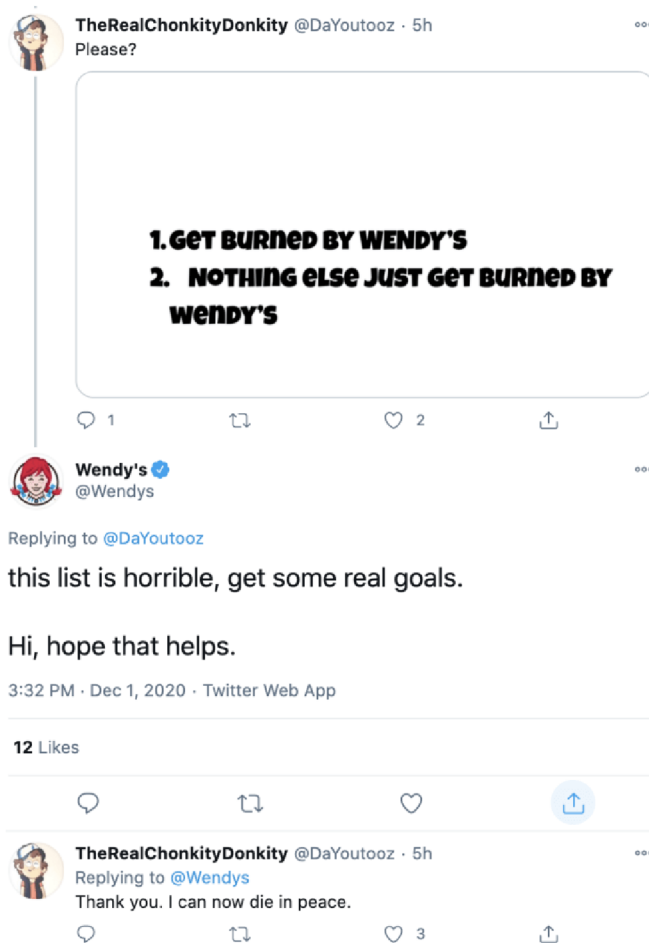 TheRealChonkityDonkity @DaYoutooz · 5h
Please?
1. GET BURNED BY WENDY'S
2. NOTHING ELSE JUST GET BURNED BY
WENDY'S
1 2
Wendy's
@Wendys
Replying to @DaYoutooz
this list is horrible, get some real goals.
Hi, hope that helps.
3:32 PM · Dec 1, 2020 · Twitter Web App
12 Likes
TheRealChonkityDonkity @DaYoutooz · 5h
Replying to @Wendys
Thank you. I can now die in peace.
3